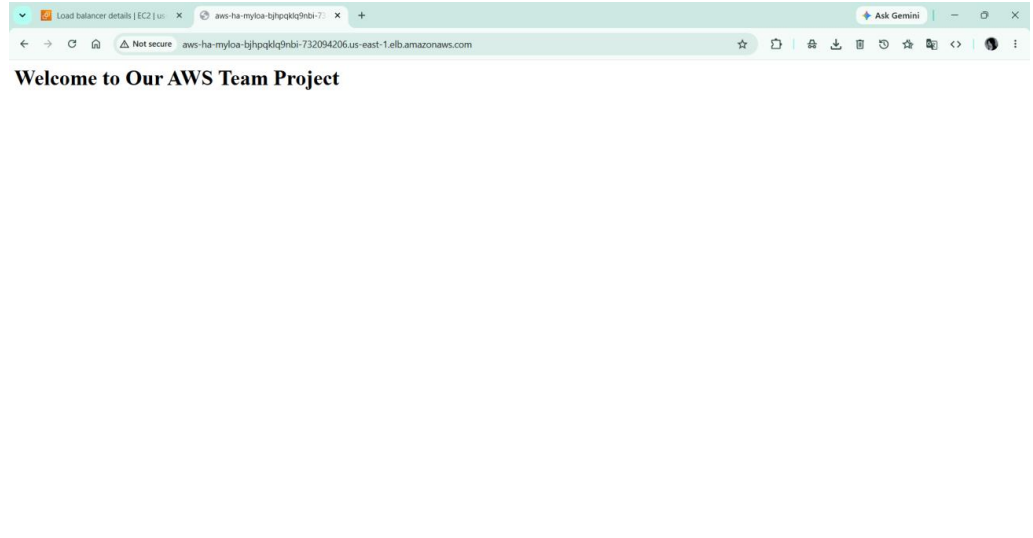 Load balancer details | EC2 | us
aws-ha-myloa-bjhpqklq9nbi-73
Ask Gemini
Not secure
aws-ha-myloa-bjhpqklq9nbi-732094206.us-east-1.elb.amazonaws.com
Welcome to Our AWS Team Project